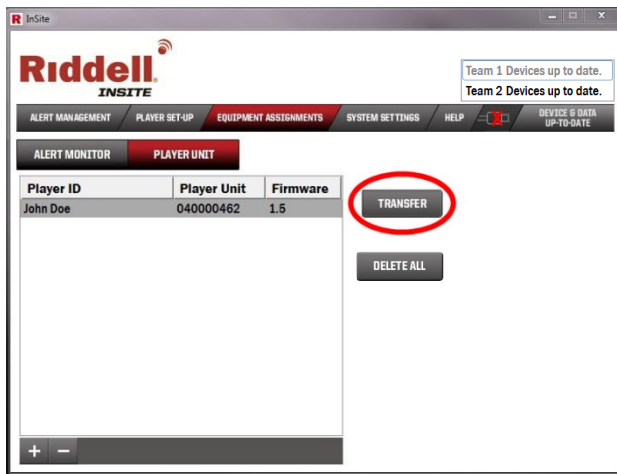 InSite
Riddell
INSITE
Team 1 Devices up to date.
Team 2 Devices up to date.
ALERT MANAGEMENT PLAYER SET-UP EQUIPMENT ASSIGNMENTS SYSTEM SETTINGS HELP DEVICE & DATA
UP-TO-DATE
ALERT MONITOR PLAYER UNIT
Player ID Player Unit Firmware
John Doe 040000462 1.5
TRANSFER
DELETE ALL